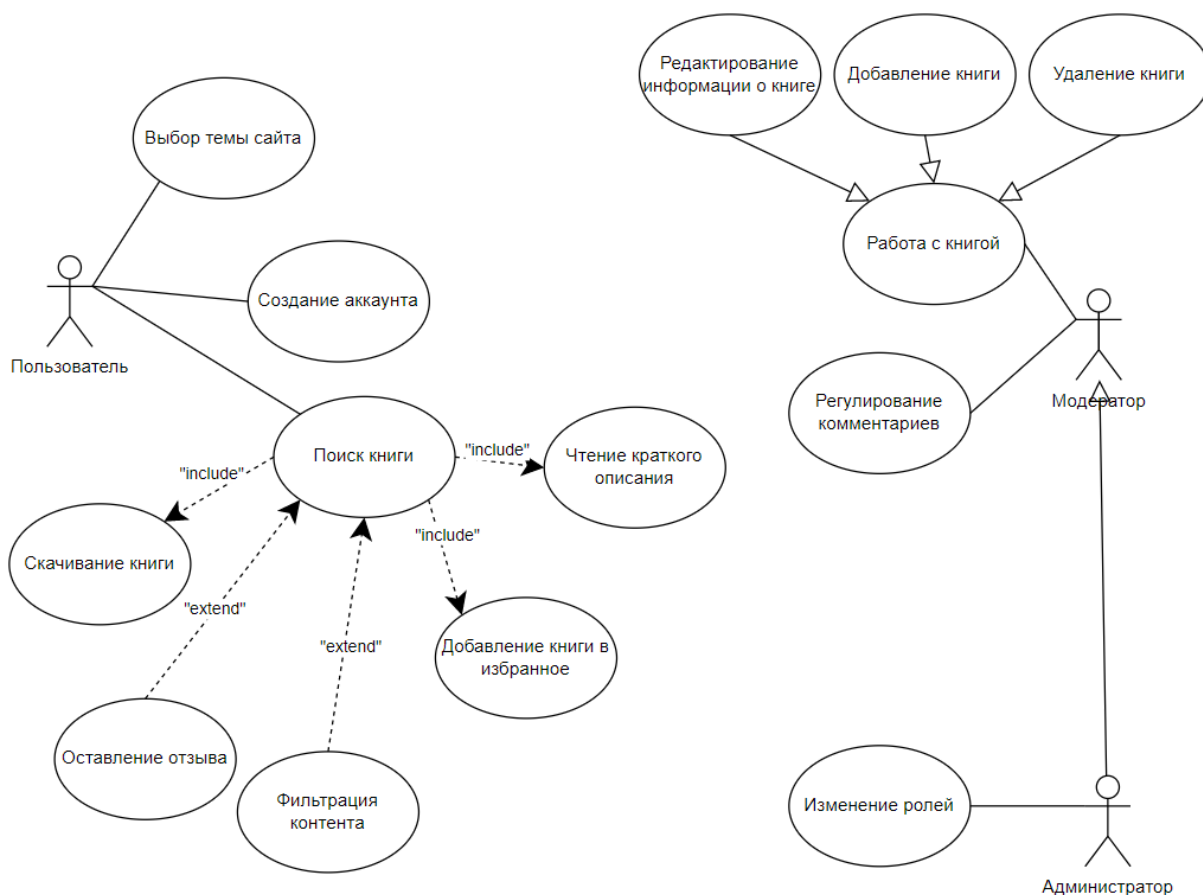 Редактирование
информации о книге
Добавление книги
Удаление книги
Выбор темы сайта
Работа с книгой
Создание аккаунта
Пользователь
Модератор
Регулирование
комментариев
Поиск книги
"include"
Чтение краткого
описания
"include"
"include"
Скачивание книги
"extend"
"extend"
Добавление книги в
избранное
Оставление отзыва
Фильтрация
контента
Изменение ролей
Администратор